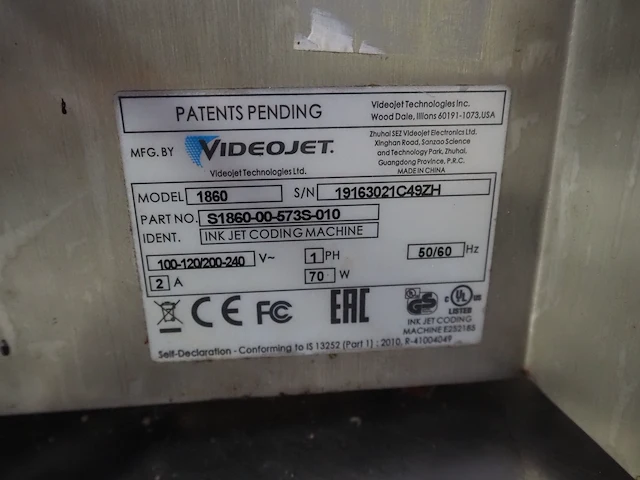 PATENTS PENDING
Videojet Technologies Inc.
Wood Dale, Illions 60191-1073,USA
MFG. BY VIDEOJET.
Videojet Technologies Ltd.
Zhuhai SEZ Videojet Electronics Ltd.
Xinghan Road, Sanzao Science
and Technology Park, Zhuhai,
Guangdong Province, P.R.C.
MADE IN CHINA
MODEL 1860 S/N 19163021C49ZH
PART NO. S1860-00-573S-010
IDENT. INK JET CODING MACHINE
100-120/200-240 V~ 1 PH 50/60 Hz
2 A 70 W
CE FC EAC GS c UL us
LISTED
INK JET CODING
MACHINE E252185
Self-Declaration - Conforming to IS 13252 (Part 1) : 2010, R-41004049